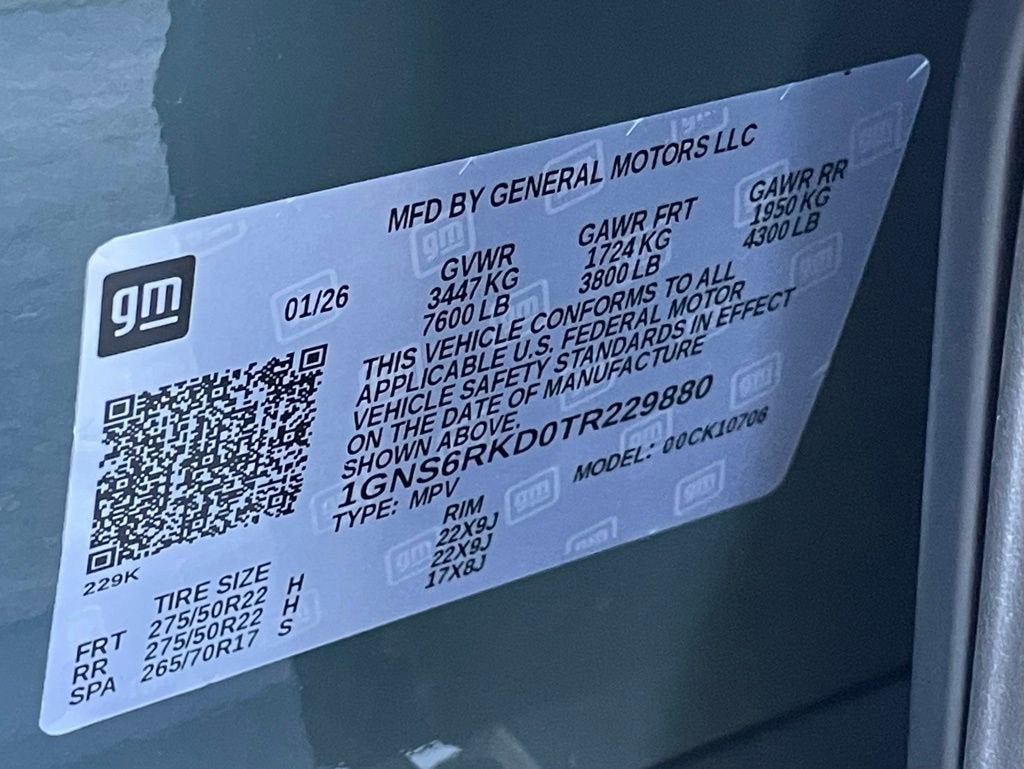 MFD BY GENERAL MOTORS LLC
gm
01/26
GVWR
3447 KG
7600 LB
GAWR FRT
1724 KG
3800 LB
GAWR RR
1950 KG
4300 LB
THIS VEHICLE CONFORMS TO ALL
APPLICABLE U.S. FEDERAL MOTOR
VEHICLE SAFETY STANDARDS IN EFFECT
ON THE DATE OF MANUFACTURE
SHOWN ABOVE.
1GNS6RKD0TR229880
TYPE: MPV
MODEL: 00CK10706
229K
TIRE SIZE RIM
FRT 275/50R22 H 22X9J
RR 275/50R22 H 22X9J
SPA 265/70R17 S 17X8J